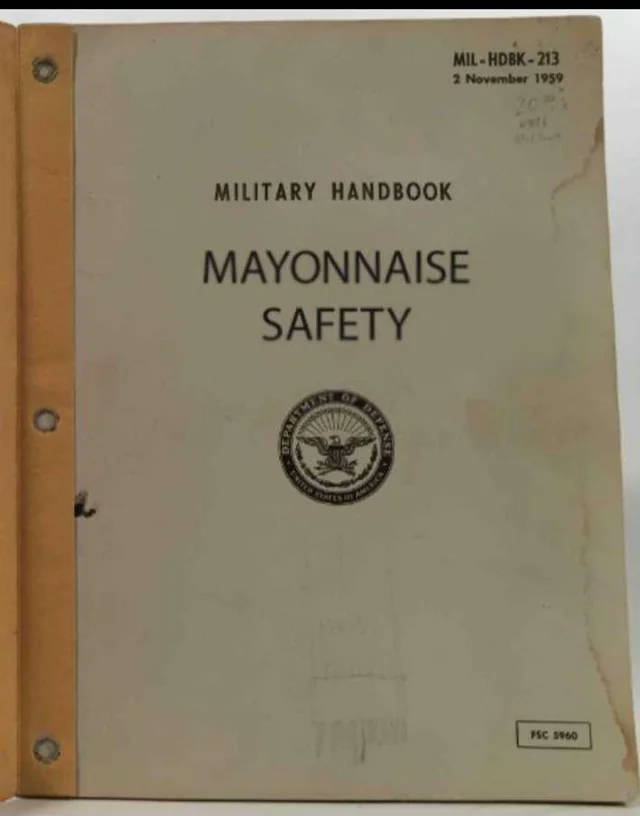 MIL-HDBK-213
2 November 1959
MILITARY HANDBOOK
MAYONNAISE
SAFETY
DEPARTMENT OF DEFENSE
UNITED STATES OF AMERICA
FSC 5960